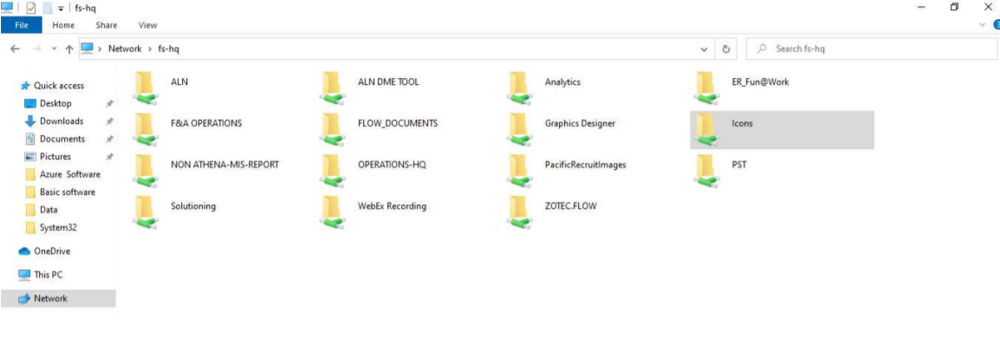 fs-hq
File Home Share View
Network fs-hq
Search fs-hq
Quick access
Desktop
Downloads
Documents
Pictures
Azure Software
Basic software
Data
System32
OneDrive
This PC
Network
ALN ALN DME TOOL Analytics ER_Fun@Work
F&A OPERATIONS FLOW_DOCUMENTS Graphics Designer Icons
NON ATHENA-MIS-REPORT OPERATIONS-HQ PacificRecruitImages PST
Solutioning WebEx Recording ZOTEC.FLOW